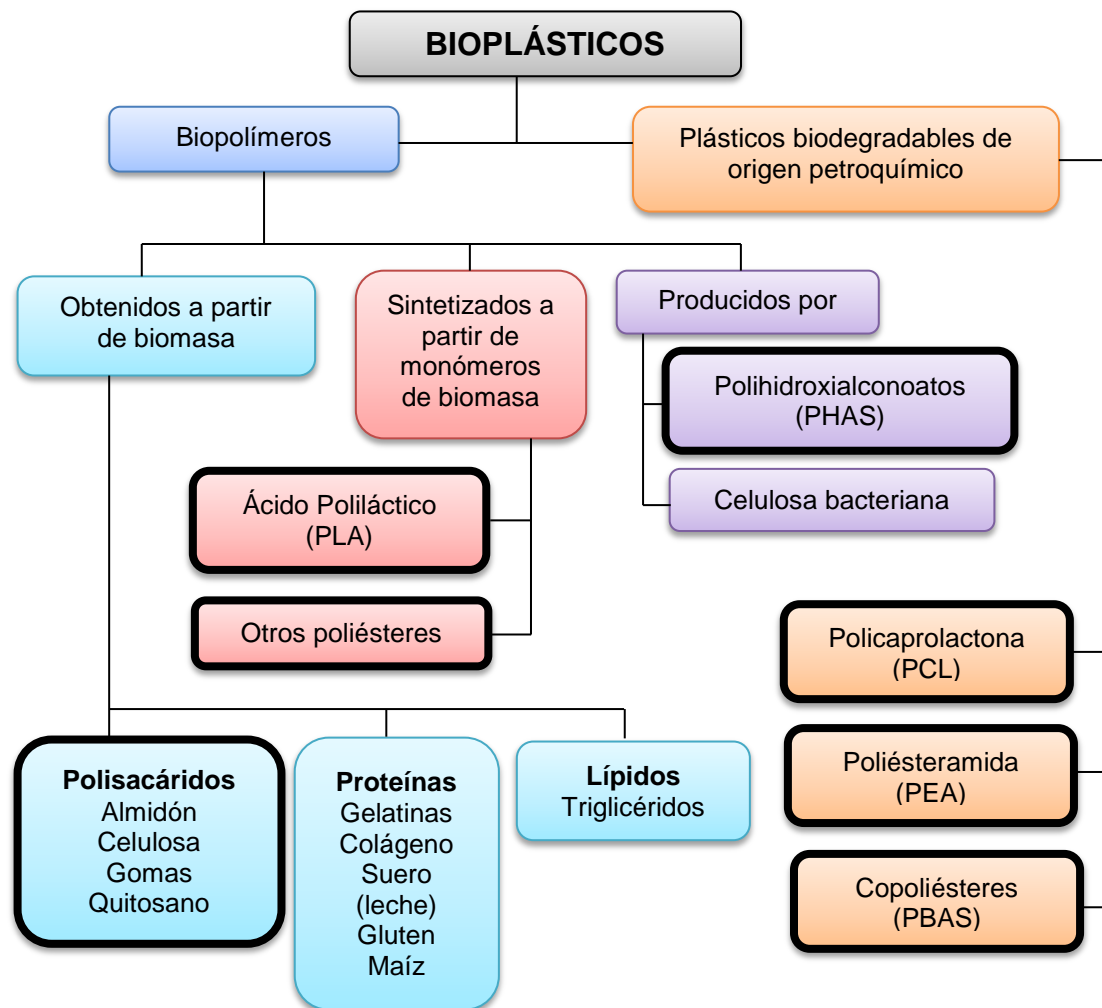 BIOPLÁSTICOS
Biopolímeros
Plásticos biodegradables de
origen petroquímico
Obtenidos a partir
de biomasa
Sintetizados a
partir de
monómeros
de biomasa
Producidos por
Polihidroxialconoatos
(PHAS)
Celulosa bacteriana
Ácido Poliláctico
(PLA)
Otros poliésteres
Policaprolactona
(PCL)
Poliésteramida
(PEA)
Copoliésteres
(PBAS)
Polisacáridos
Almidón
Celulosa
Gomas
Quitosano
Proteínas
Gelatinas
Colágeno
Suero
(leche)
Gluten
Maíz
Lípidos
Triglicéridos